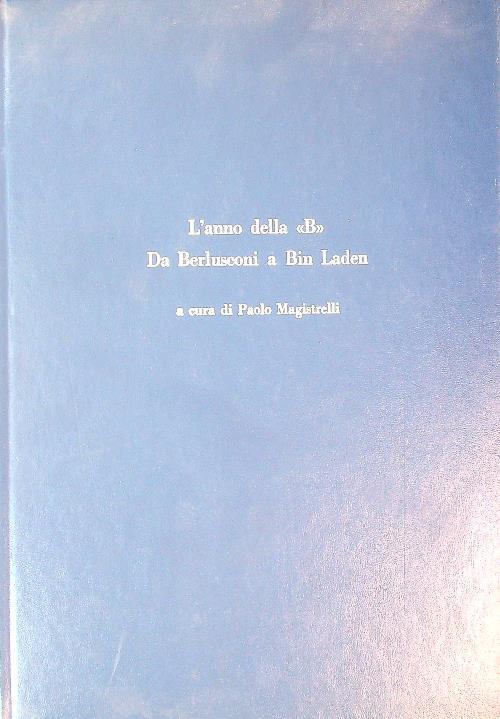 L'anno della «B»
Da Berlusconi a Bin Laden
a cura di Paolo Magistrelli